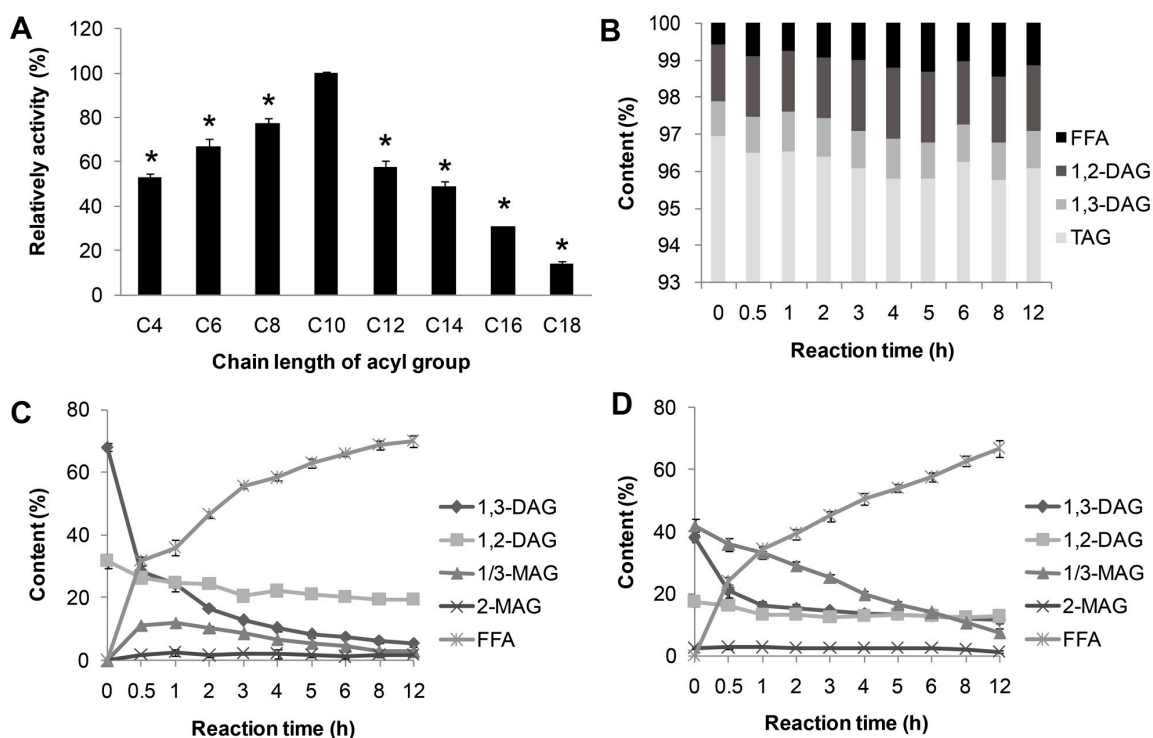 A
Relatively activity (%)
120
100
80
60
40
20
0
* * * * * * *
C4 C6 C8 C10 C12 C14 C16 C18
Chain length of acyl group
B
Content (%)
100
99
98
97
96
95
94
93
0 0.5 1 2 3 4 5 6 8 12
Reaction time (h)
FFA
1,2-DAG
1,3-DAG
TAG
C
Content (%)
80
60
40
20
0
0 0.5 1 2 3 4 5 6 8 12
Reaction time (h)
1,3-DAG
1,2-DAG
1/3-MAG
2-MAG
FFA
D
Content (%)
80
60
40
20
0
0 0.5 1 2 3 4 5 6 8 12
Reaction time (h)
1,3-DAG
1,2-DAG
1/3-MAG
2-MAG
FFA